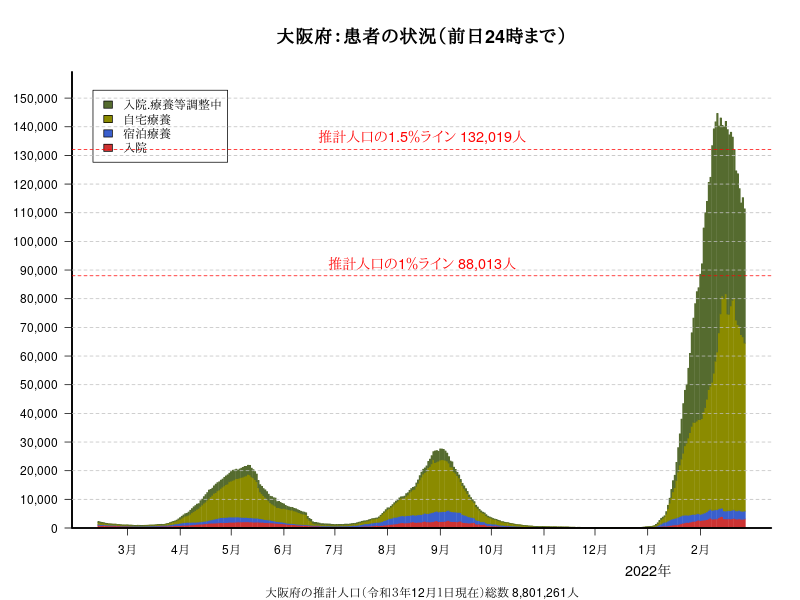 大阪府：患者の状況（前日24時まで）
150,000
140,000
130,000
120,000
110,000
100,000
90,000
80,000
70,000
60,000
50,000
40,000
30,000
20,000
10,000
0
入院.療養等調整中
自宅療養
宿泊療養
入院
推計人口の1.5%ライン 132,019人
推計人口の1%ライン 88,013人
3月 4月 5月 6月 7月 8月 9月 10月 11月 12月 1月 2月
2022年
大阪府の推計人口（令和3年12月1日現在）総数 8,801,261人